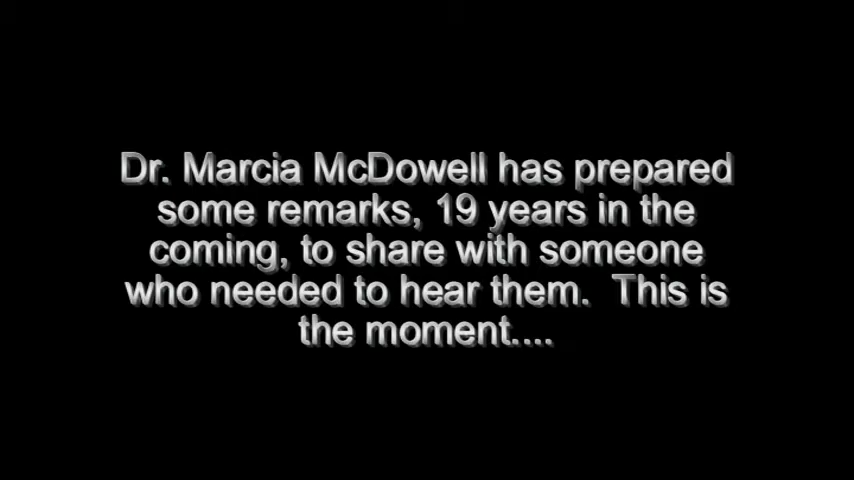 Dr. Marcia McDowell has prepared
some remarks, 19 years in the
coming, to share with someone
who needed to hear them.  This is
the moment....